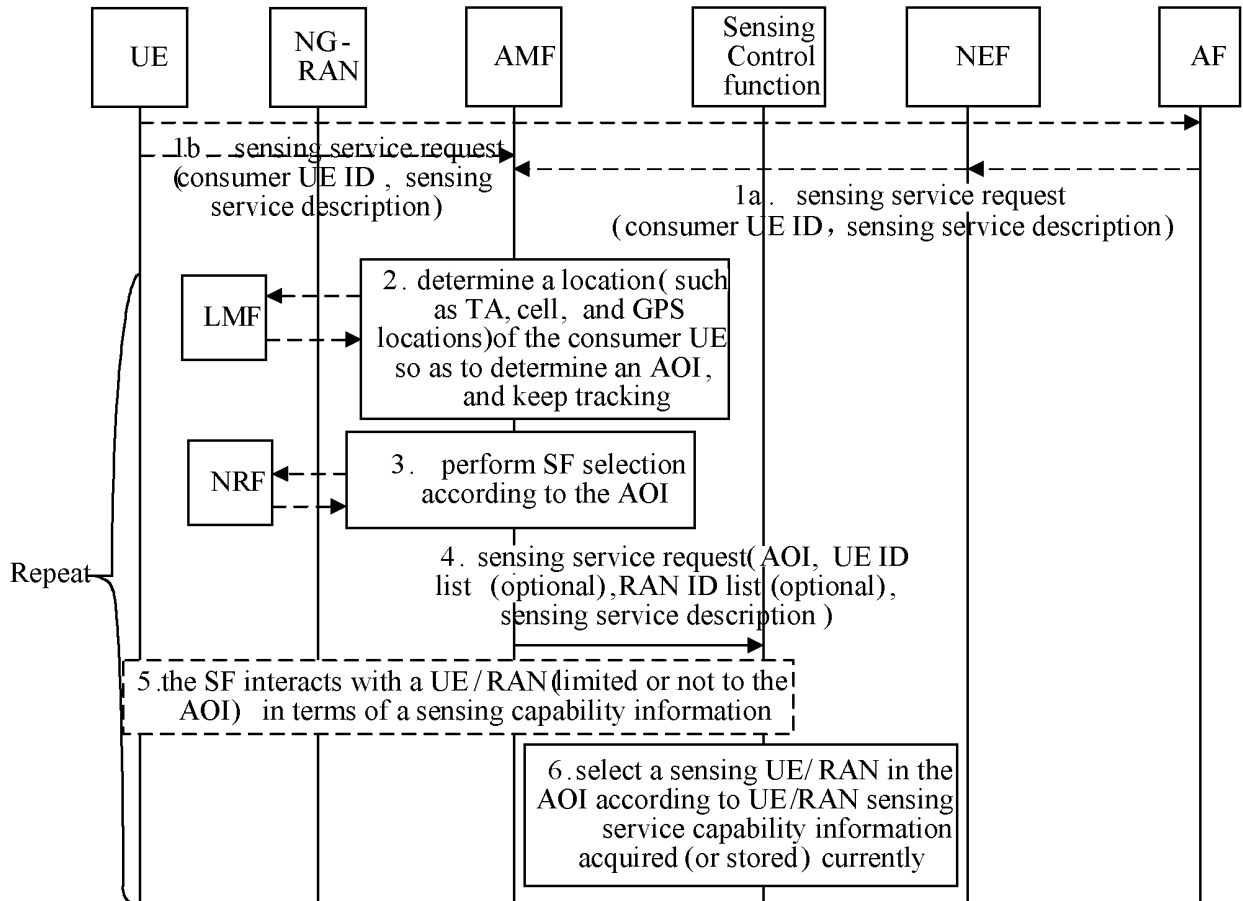 UE
NG-
RAN
AMF
Sensing
Control
function
NEF
AF
1b. sensing service request
(consumer UE ID, sensing
service description)
1a. sensing service request
(consumer UE ID, sensing service description)
2. determine a location( such
as TA, cell, and GPS
locations)of the consumer UE
so as to determine an AOI,
and keep tracking
LMF
3. perform SF selection
according to the AOI
NRF
4. sensing service request(AOI, UE ID
list (optional),RAN ID list (optional),
sensing service description)
Repeat
5.the SF interacts with a UE/RAN(limited or not to the
AOI) in terms of a sensing capability information
6.select a sensing UE/RAN in the
AOI according to UE/RAN sensing
service capability information
acquired (or stored) currently